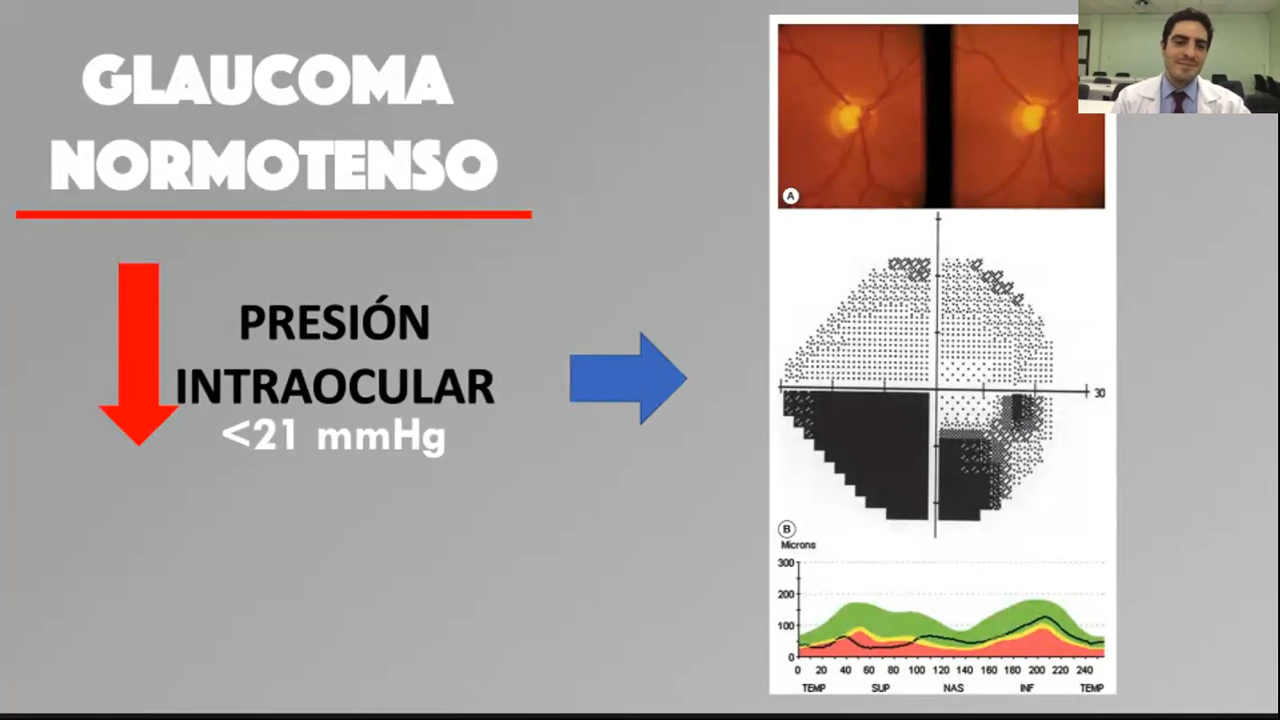 GLAUCOMA
NORMOTENSO
PRESIÓN
INTRAOCULAR
<21 mmHg
A
30
B
Microns
300
200
100
0
0 20 40 60 80 100 120 140 160 180 200 220 240
TEMP SUP NAS INF TEMP